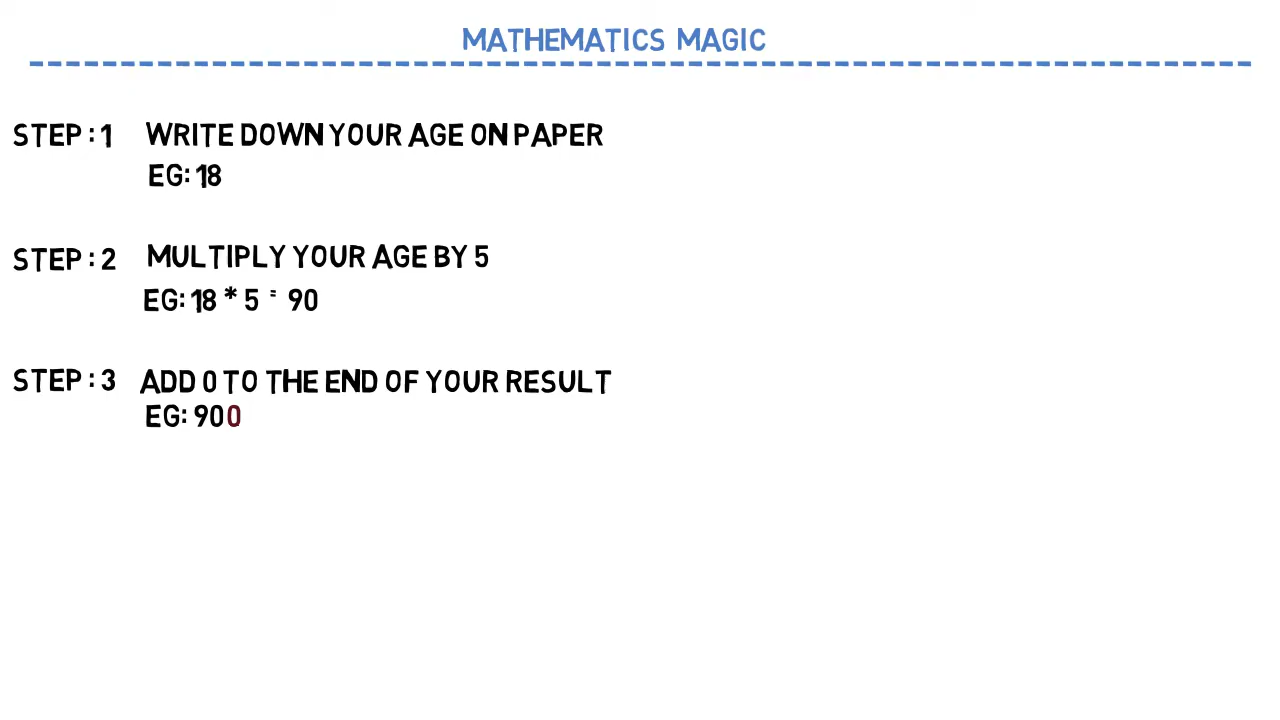 MATHEMATICS MAGIC
STEP : 1 WRITE DOWN YOUR AGE ON PAPER
EG: 18
STEP : 2 MULTIPLY YOUR AGE BY 5
EG: 18 * 5 = 90
STEP : 3 ADD 0 TO THE END OF YOUR RESULT
EG: 900